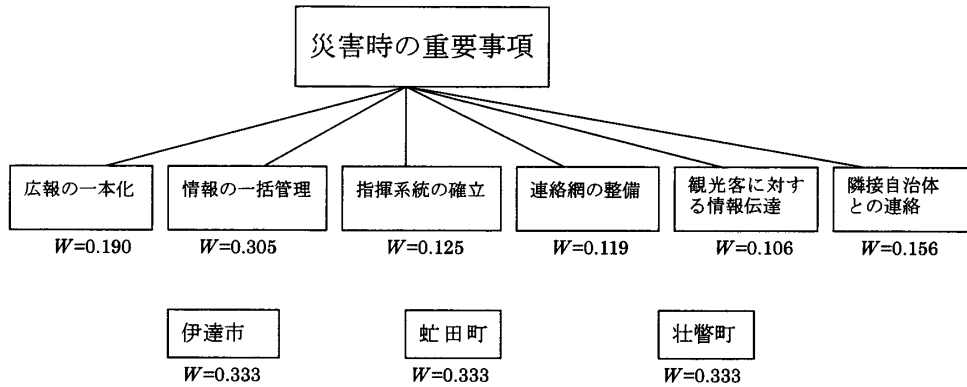 災害時の重要事項
広報の一本化
情報の一括管理
指揮系統の確立
連絡網の整備
観光客に対す
る情報伝達
隣接自治体
との連絡
W=0.190
W=0.305
W=0.125
W=0.119
W=0.106
W=0.156
伊達市
虻田町
壮瞥町
W=0.333
W=0.333
W=0.333